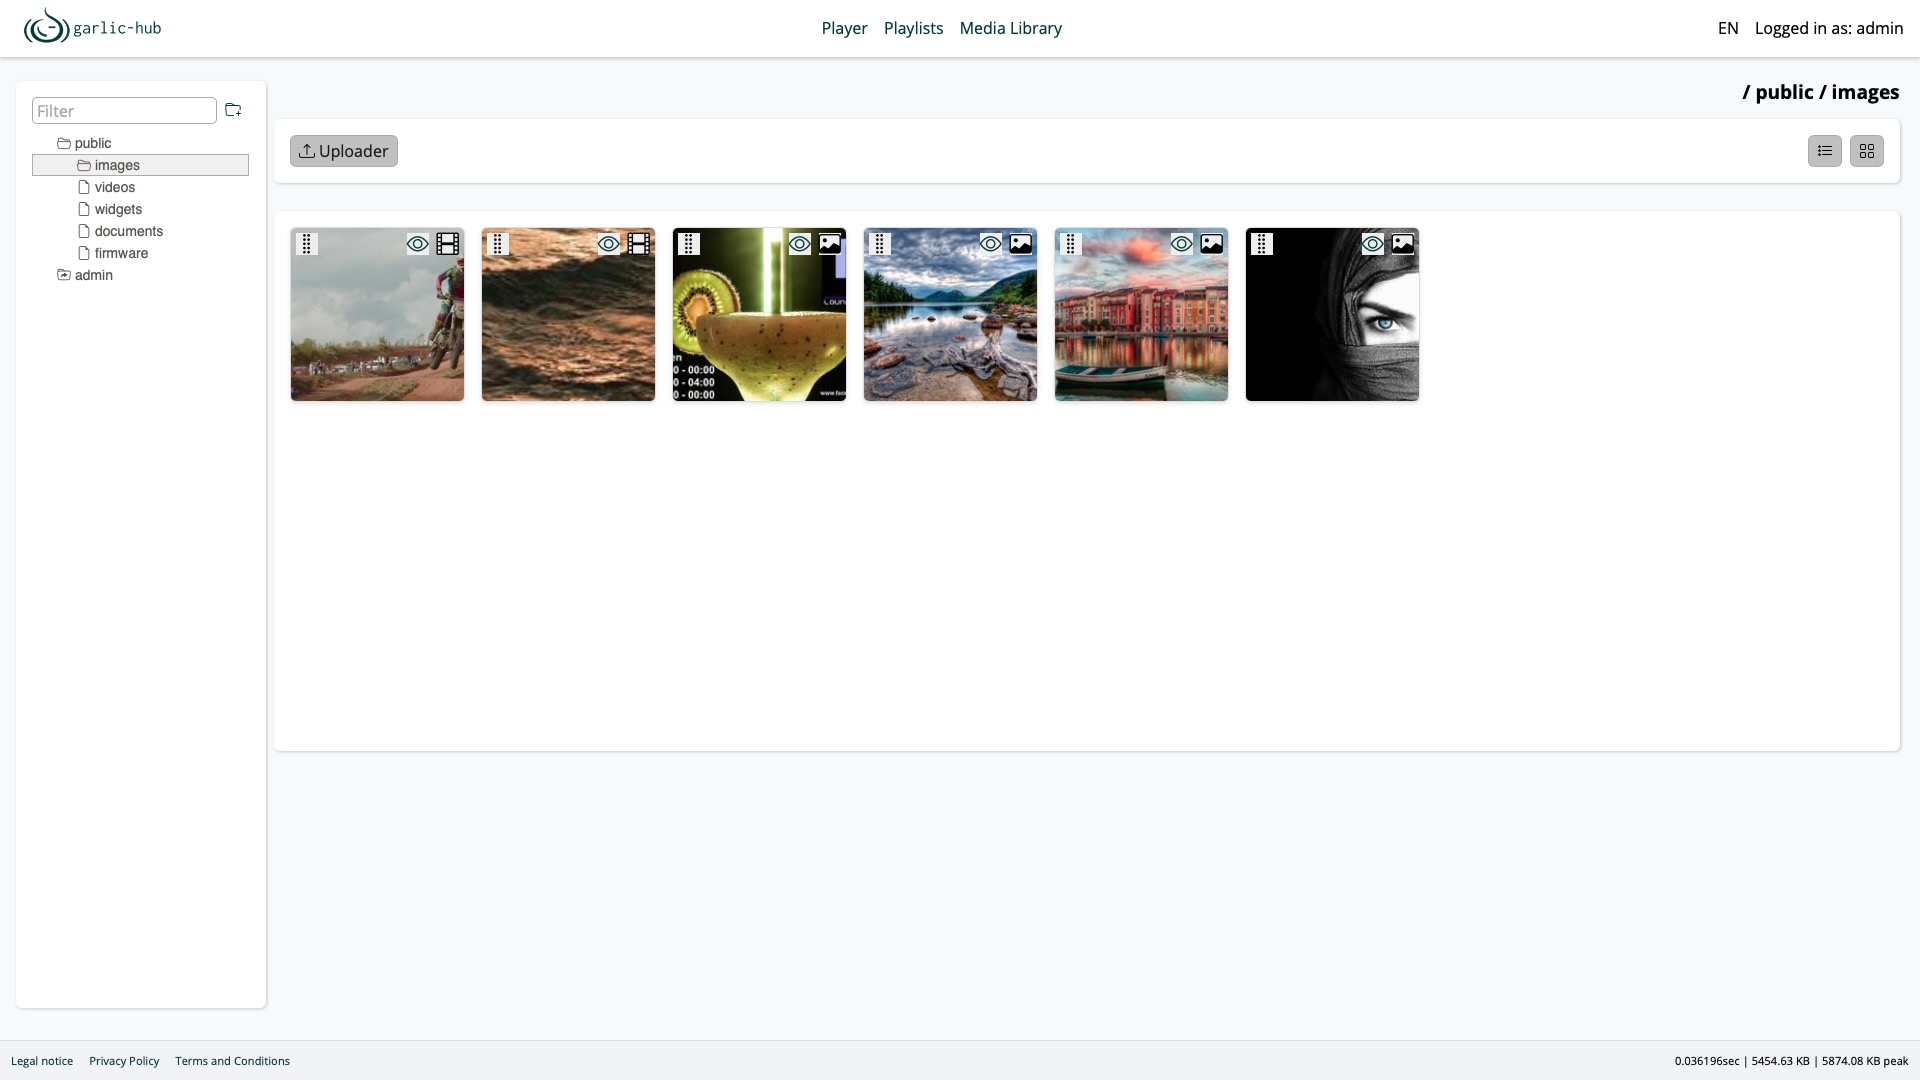 garlic-hub
Player Playlists Media Library
EN Logged in as: admin
Filter
public
images
videos
widgets
documents
firmware
admin
/ public / images
Uploader
en
0 - 00:00
0 - 04:00
0 - 00:00
Legal notice Privacy Policy Terms and Conditions
0.036196sec | 5454.63 KB | 5874.08 KB peak